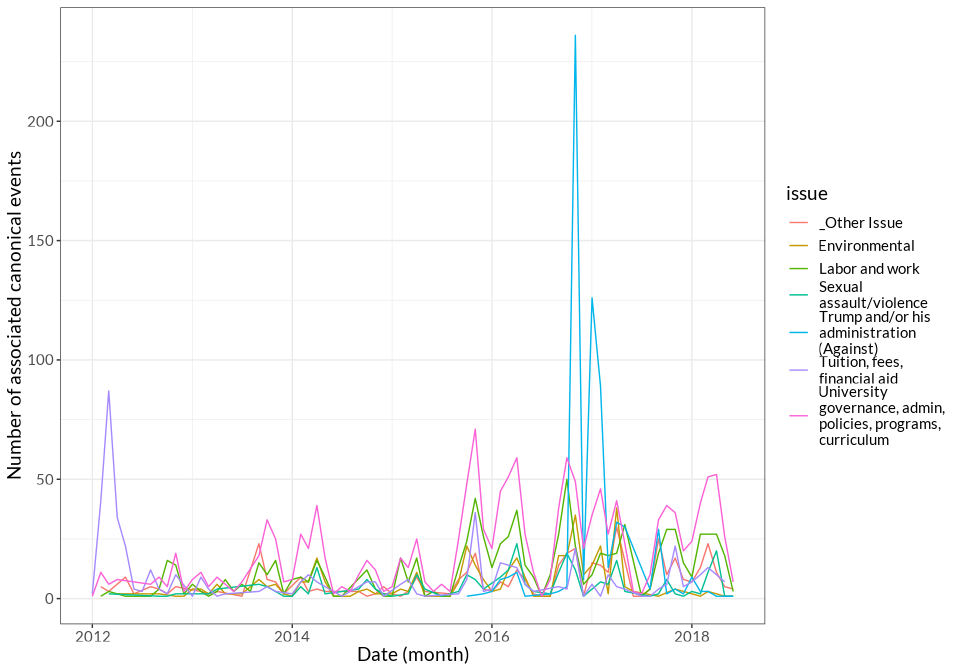 Number of associated canonical events
200
150
100
50
0
2012
2014
2016
2018
Date (month)
issue
_Other Issue
Environmental
Labor and work
Sexual
assault/violence
Trump and/or his
administration
(Against)
Tuition, fees,
financial aid
University
governance, admin,
policies, programs,
curriculum